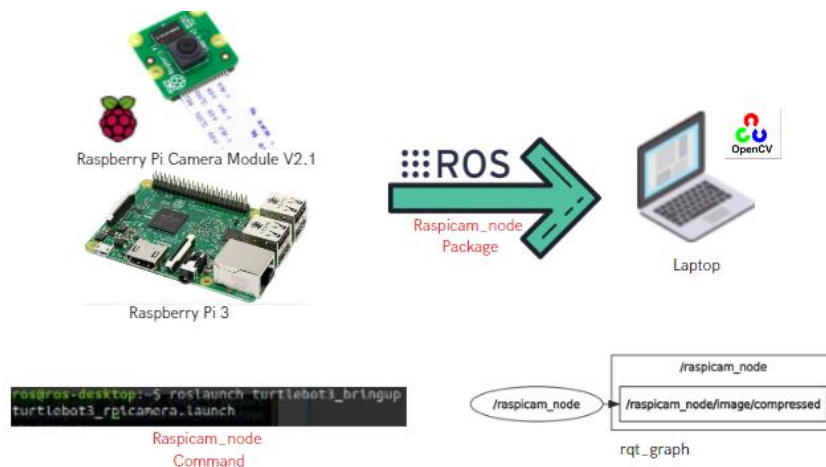 Raspberry Pi Camera Module V2.1
Raspberry Pi 3
ROS
Raspicam_node
Package
OpenCV
Laptop
ros@ros-desktop:~$ roslaunch turtlebot3_bringup
turtlebot3_rpicamera.launch
Raspicam_node
Command
/raspicam_node
/raspicam_node
/raspicam_node/image/compressed
rqt_graph